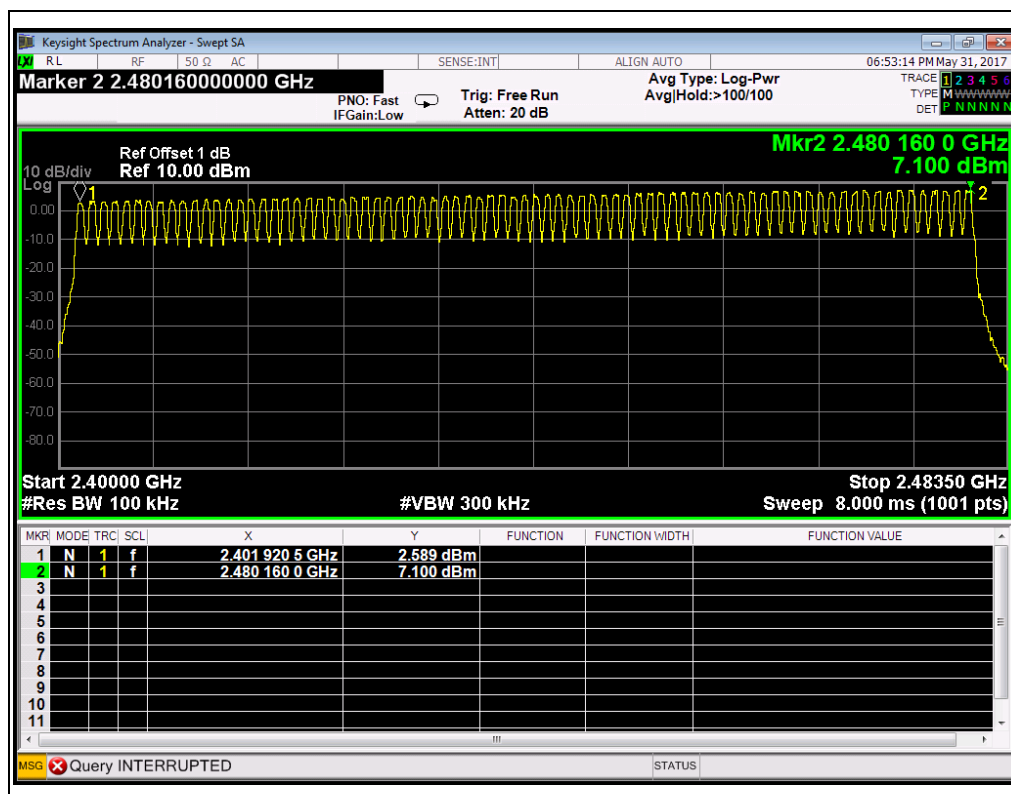 Keysight Spectrum Analyzer - Swept SA
LXI RL RF 50 Ω AC SENSE:INT ALIGN AUTO 06:53:14 PM May 31, 2017
Marker 2 2.480160000000 GHz
PNO: Fast
IFGain:Low
Trig: Free Run
Atten: 20 dB
Avg Type: Log-Pwr
Avg|Hold:>100/100
TRACE 1 2 3 4 5 6
TYPE M WWWWW
DET P N N N N N
Mkr2 2.480 160 0 GHz
7.100 dBm
Ref Offset 1 dB
10 dB/div Ref 10.00 dBm
Log
1
2
0.00
-10.0
-20.0
-30.0
-40.0
-50.0
-60.0
-70.0
-80.0
Start 2.40000 GHz Stop 2.48350 GHz
#Res BW 100 kHz #VBW 300 kHz Sweep 8.000 ms (1001 pts)
MKR MODE TRC SCL X Y FUNCTION FUNCTION WIDTH FUNCTION VALUE
1 N 1 f 2.401 920 5 GHz 2.589 dBm
2 N 1 f 2.480 160 0 GHz 7.100 dBm
3
4
5
6
7
8
9
10
11
MSG Query INTERRUPTED STATUS